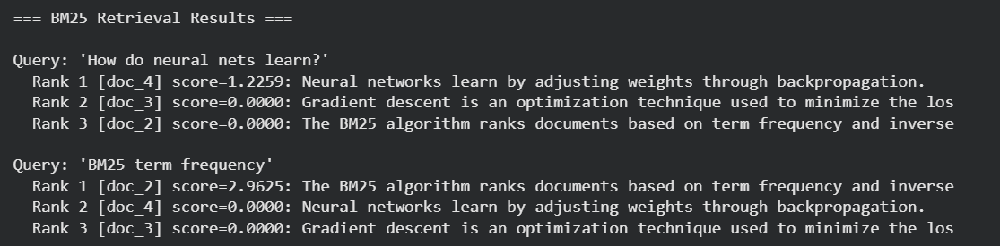 === BM25 Retrieval Results ===
Query: 'How do neural nets learn?'
Rank 1 [doc_4] score=1.2259: Neural networks learn by adjusting weights through backpropagation.
Rank 2 [doc_3] score=0.0000: Gradient descent is an optimization technique used to minimize the los
Rank 3 [doc_2] score=0.0000: The BM25 algorithm ranks documents based on term frequency and inverse
Query: 'BM25 term frequency'
Rank 1 [doc_2] score=2.9625: The BM25 algorithm ranks documents based on term frequency and inverse
Rank 2 [doc_4] score=0.0000: Neural networks learn by adjusting weights through backpropagation.
Rank 3 [doc_3] score=0.0000: Gradient descent is an optimization technique used to minimize the los